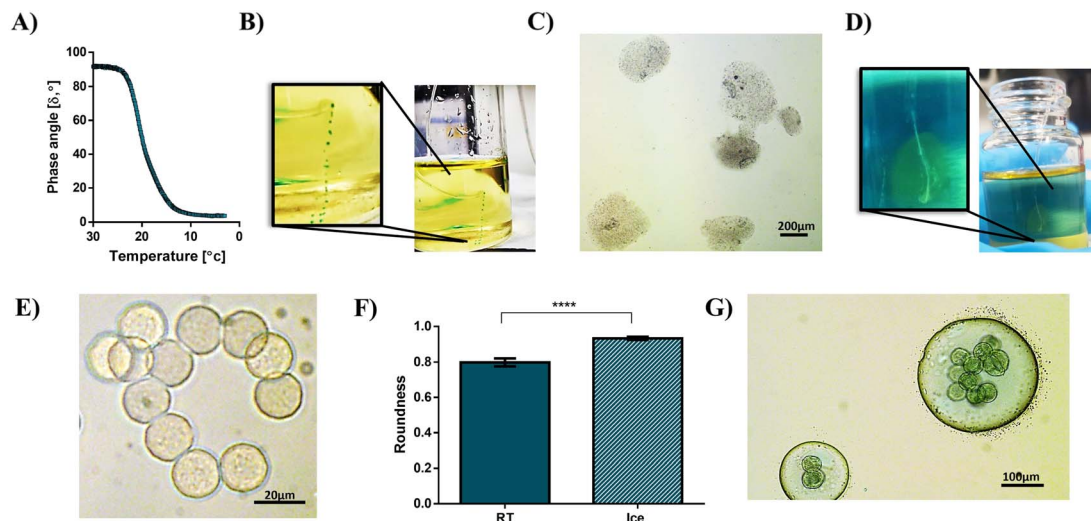 A)
B)
C)
D)
100
80
60
40
20
0
30
20
10
0
Phase angle [δ,°]
Temperature [°c]
200µm
E)
F)
G)
20µm
****
1.0
0.8
0.6
0.4
0.2
0.0
Roundness
RT
Ice
100µm